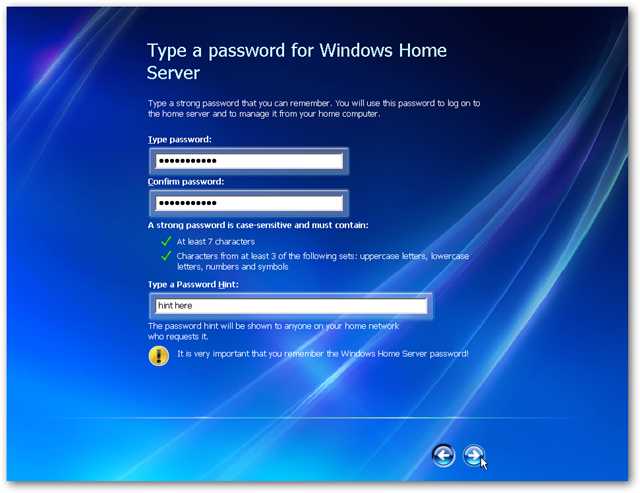 Type a password for Windows Home
Server
Type a strong password that you can remember. You will use this password to log on to
the home server and to manage it from your home computer.
Type password:
●●●●●●●●●●●
Confirm password:
●●●●●●●●●●●
A strong password is case-sensitive and must contain:
At least 7 characters
Characters from at least 3 of the following sets: uppercase letters, lowercase
letters, numbers and symbols
Type a Password Hint:
hint here
The password hint will be shown to anyone on your home network
who requests it.
It is very important that you remember the Windows Home Server password!